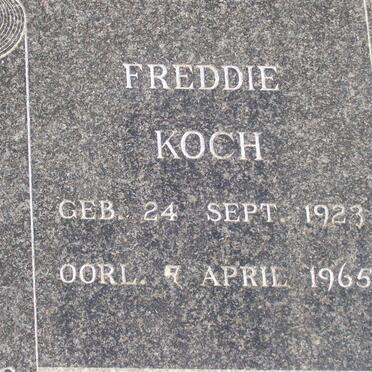 FREDDIE
KOCH
GEB. 24 SEPT. 1923
OORL. 7 APRIL 1965